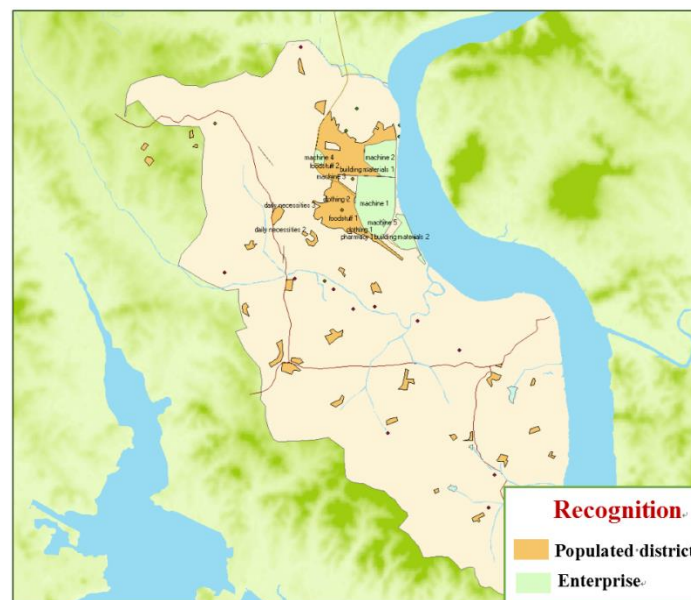 machine 4
foodstuff 2
machine 2
building materials 1
machine 3
clothing 2
machine 1
daily necessities 3
foodstuff 1
machine 5
daily necessities 2
clothing 1
pharmacy 1
building materials 2
Recognition
Populated district
Enterprise